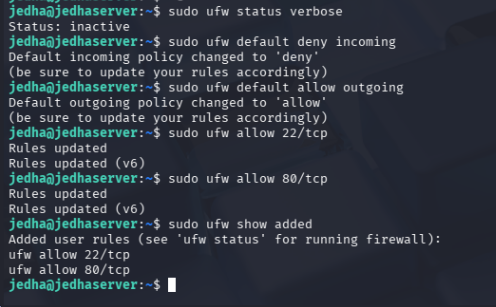 jedha@jedhaserver:~$ sudo ufw status verbose
Status: inactive
jedha@jedhaserver:~$ sudo ufw default deny incoming
Default incoming policy changed to 'deny'
(be sure to update your rules accordingly)
jedha@jedhaserver:~$ sudo ufw default allow outgoing
Default outgoing policy changed to 'allow'
(be sure to update your rules accordingly)
jedha@jedhaserver:~$ sudo ufw allow 22/tcp
Rules updated
Rules updated (v6)
jedha@jedhaserver:~$ sudo ufw allow 80/tcp
Rules updated
Rules updated (v6)
jedha@jedhaserver:~$ sudo ufw show added
Added user rules (see 'ufw status' for running firewall):
ufw allow 22/tcp
ufw allow 80/tcp
jedha@jedhaserver:~$